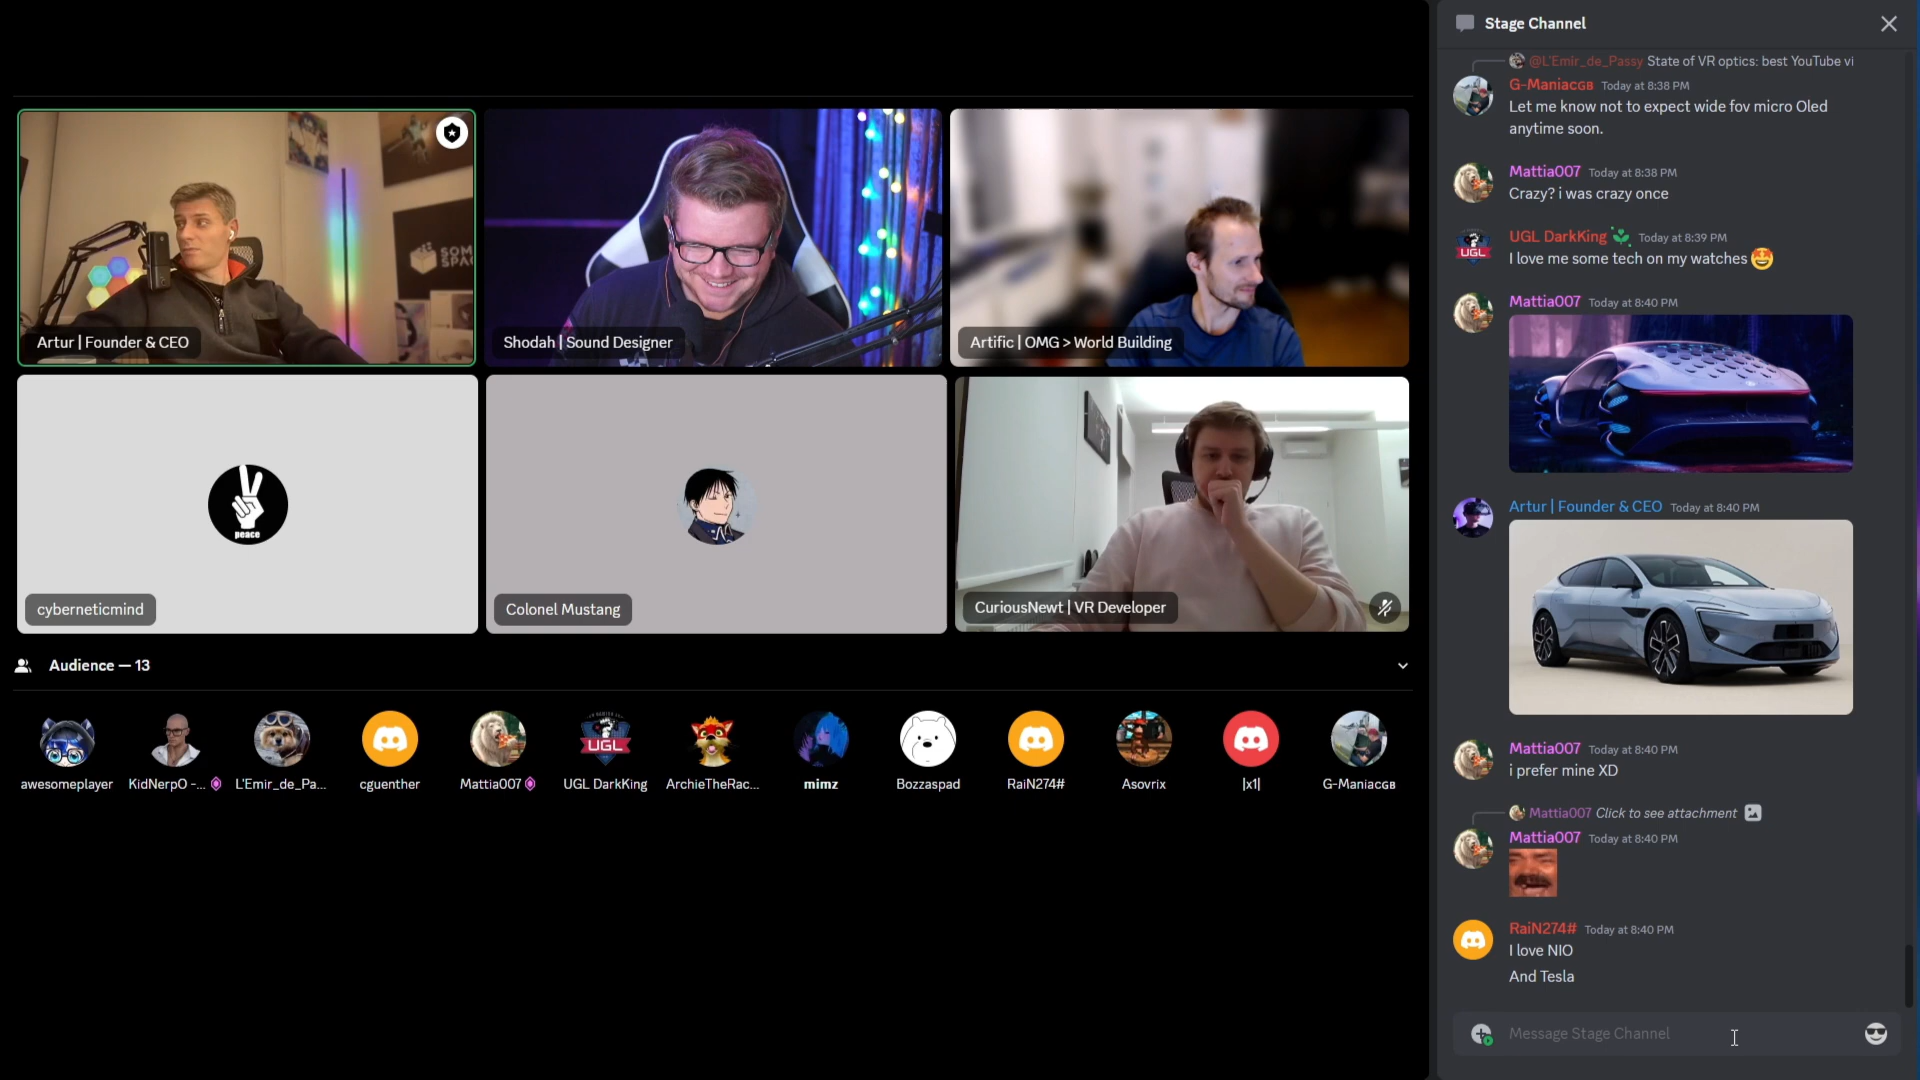 SOM
SPA
Artur | Founder & CEO
Shodah | Sound Designer
Artific | OMG > World Building
peace
cyberneticmind
Colonel Mustang
CuriousNewt | VR Developer
Audience — 13
UGL
awesomeplayer
KidNerpO -...
L'Emir_de_Pa...
cguenther
Mattia007
UGL DarkKing
ArchieTheRac...
mimz
Bozzaspad
RaiN274#
Asovrix
|x1|
G-ManiacGB
Stage Channel
@L'Emir_de_Passy State of VR optics: best YouTube vi
G-ManiacGB Today at 8:38 PM
Let me know not to expect wide fov micro Oled
anytime soon.
Mattia007 Today at 8:38 PM
Crazy? i was crazy once
UGL DarkKing Today at 8:39 PM
UGL
I love me some tech on my watches
Mattia007 Today at 8:40 PM
Artur | Founder & CEO Today at 8:40 PM
Mattia007 Today at 8:40 PM
i prefer mine XD
Mattia007 Click to see attachment
Mattia007 Today at 8:40 PM
RaiN274# Today at 8:40 PM
I love NIO
And Tesla
Message Stage Channel